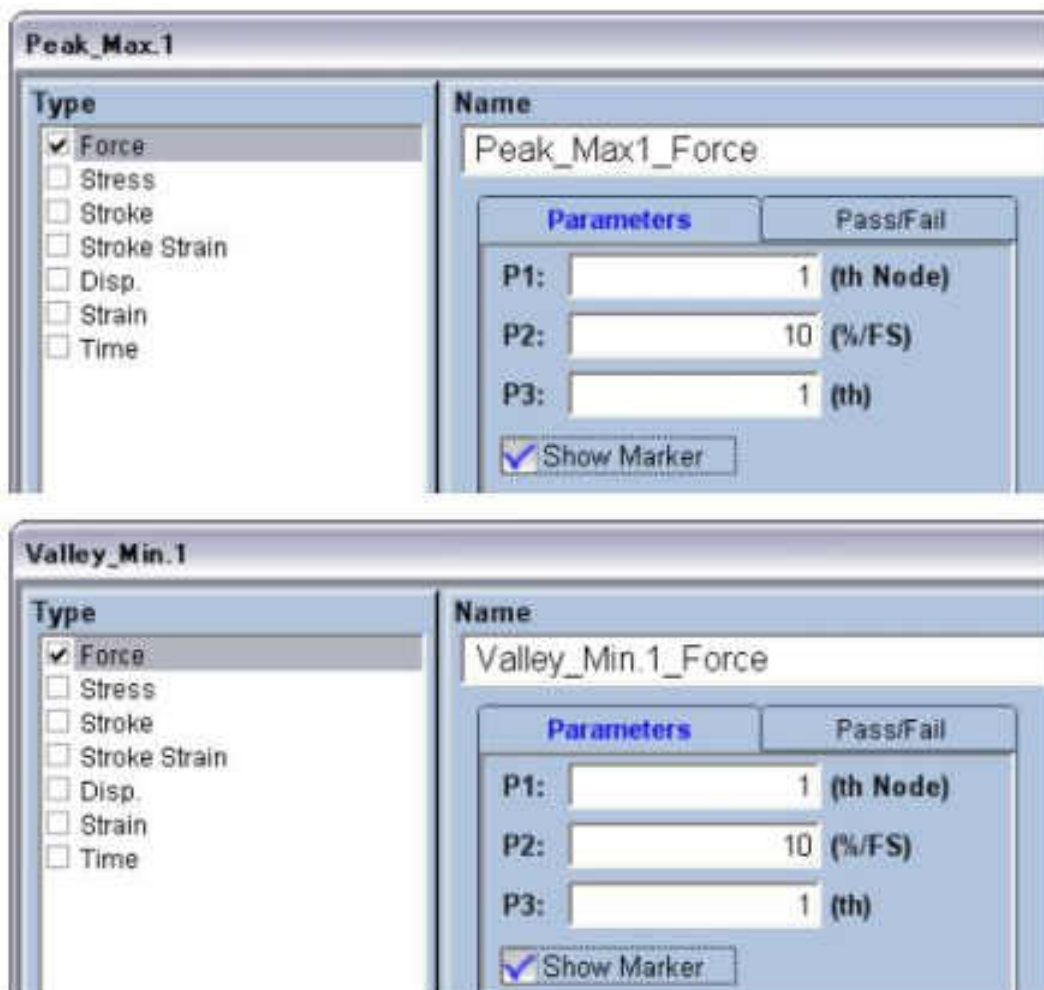 Peak_Max.1
Type
Force
Stress
Stroke
Stroke Strain
Disp.
Strain
Time
Name
Peak_Max1_Force
Parameters
Pass/Fail
P1: 1 (th Node)
P2: 10 (%/FS)
P3: 1 (th)
Show Marker
Valley_Min.1
Type
Force
Stress
Stroke
Stroke Strain
Disp.
Strain
Time
Name
Valley_Min.1_Force
Parameters
Pass/Fail
P1: 1 (th Node)
P2: 10 (%/FS)
P3: 1 (th)
Show Marker